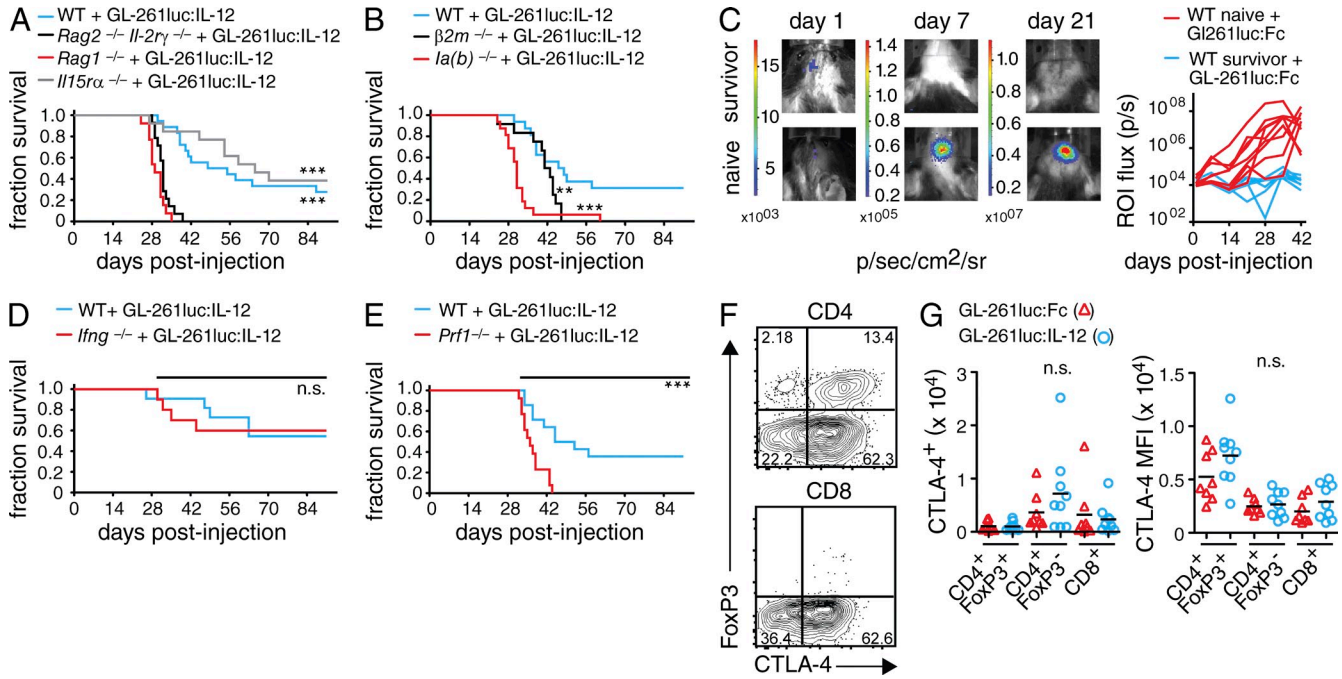 A
WT + GL-261luc:IL-12
Rag2 -/- Il-2rγ -/- + GL-261luc:IL-12
Rag1 -/- + GL-261luc:IL-12
Il15rα -/- + GL-261luc:IL-12
fraction survival
1.0
0.8
0.6
0.4
0.2
0
***
***
0 14 28 42 56 70 84
days post-injection
B
WT + GL-261luc:IL-12
β2m -/- + GL-261luc:IL-12
Ia(b) -/- + GL-261luc:IL-12
fraction survival
1.0
0.8
0.6
0.4
0.2
0
**
***
0 14 28 42 56 70 84
days post-injection
C
day 1 day 7 day 21
survivor
naive
15
10
5
x1003
1.4
1.2
1.0
0.8
0.6
0.4
0.2
x1005
1.0
0.8
0.6
0.4
0.2
x1007
p/sec/cm2/sr
WT naive +
Gl261luc:Fc
WT survivor +
GL-261luc:Fc
ROI flux (p/s)
10 08
10 06
10 04
10 02
0 14 28 42
days post-injection
D
WT+ GL-261luc:IL-12
Ifng -/- + GL-261luc:IL-12
fraction survival
1.0
0.8
0.6
0.4
0.2
0
n.s.
0 14 28 42 56 70 84
days post-injection
E
WT + GL-261luc:IL-12
Prf1-/- + GL-261luc:IL-12
fraction survival
1.0
0.8
0.6
0.4
0.2
0
***
0 14 28 42 56 70 84
days post-injection
F
CD4
2.18 13.4
22.2 62.3
CD8
36.4 62.6
FoxP3
CTLA-4
G
GL-261luc:Fc (△)
GL-261luc:IL-12 (○)
CTLA-4+ (x 104)
3
2
1
0
n.s.
CD4+
FoxP3+
CD4+
FoxP3-
CD8+
CTLA-4 MFI (x 104)
1.5
1.0
0.5
0
n.s.
CD4+
FoxP3+
CD4+
FoxP3-
CD8+